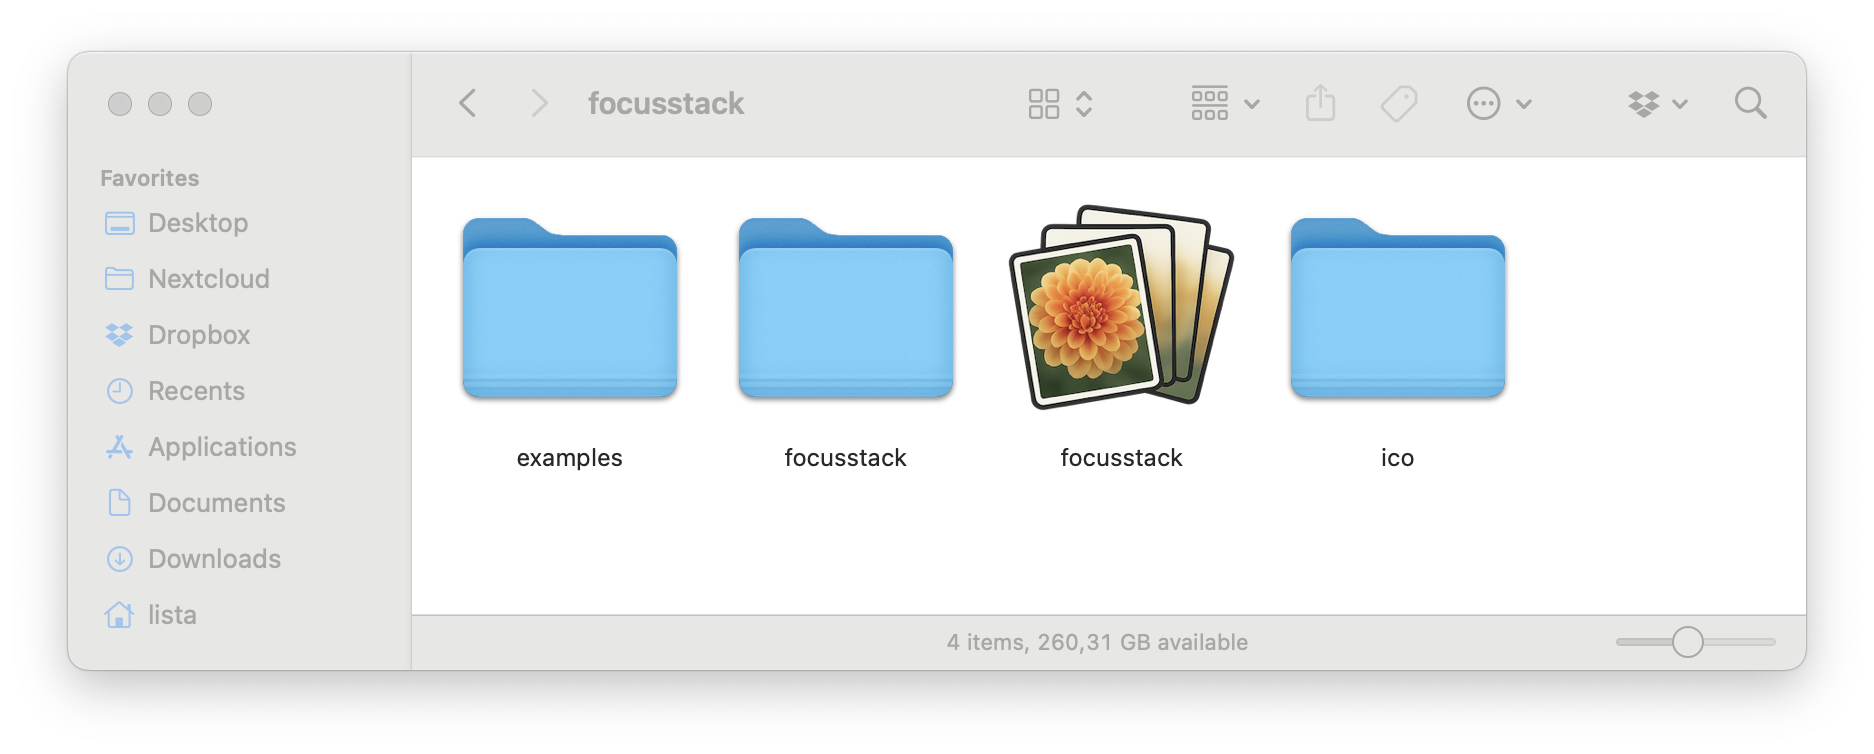 focusstack
Favorites
Desktop
Nextcloud
Dropbox
Recents
Applications
Documents
Downloads
lista
examples
focusstack
focusstack
ico
4 items, 260,31 GB available